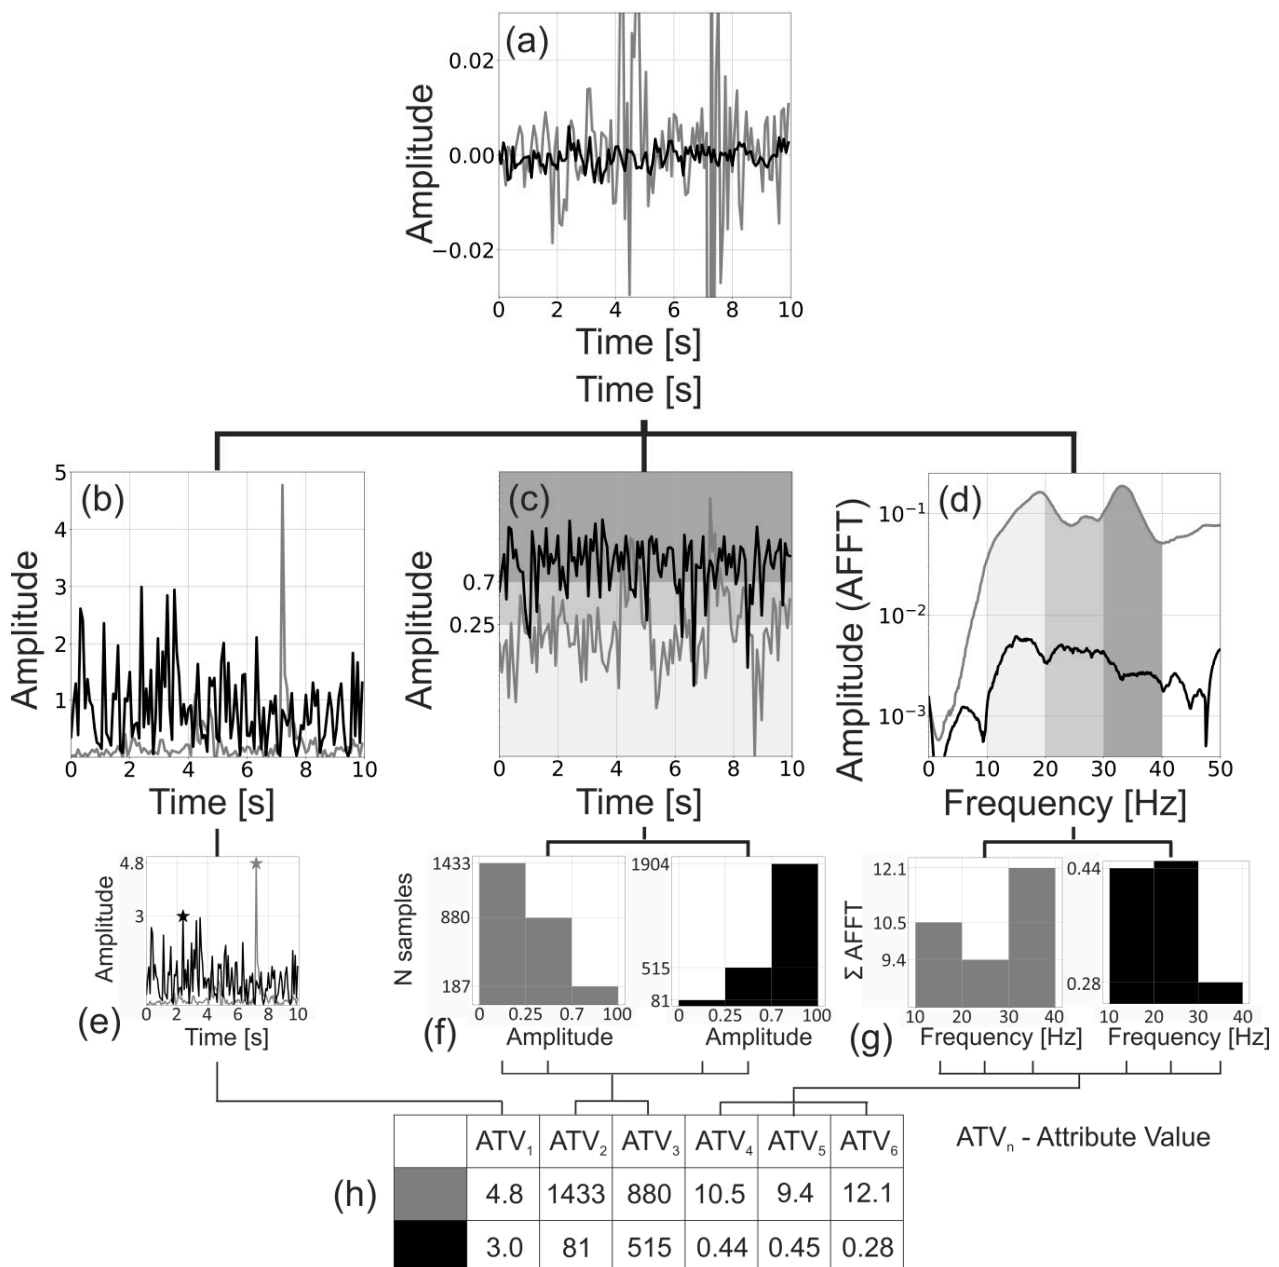 (a)
Amplitude
0.02
0.00
−0.02
0 2 4 6 8 10
Time [s]
Time [s]
(b)
Amplitude
5
4
3
2
1
0 2 4 6 8 10
Time [s]
(c)
Amplitude
0.7
0.25
0 2 4 6 8 10
Time [s]
(d)
Amplitude (AFFT)
10⁻¹
10⁻²
10⁻³
0 10 20 30 40 50
Frequency [Hz]
(e)
Amplitude
4.8
3
0 2 4 6 8 10
Time [s]
(f)
N samples
1433
880
187
0 0.25 0.7 100
Amplitude
1904
515
81
0 0.25 0.7 100
Amplitude
(g)
Σ AFFT
12.1
10.5
9.4
10 20 30 40
Frequency [Hz]
0.44
0.28
10 20 30 40
Frequency [Hz]
(h)
ATV₁ ATV₂ ATV₃ ATV₄ ATV₅ ATV₆
4.8 1433 880 10.5 9.4 12.1
3.0 81 515 0.44 0.45 0.28
ATVₙ - Attribute Value